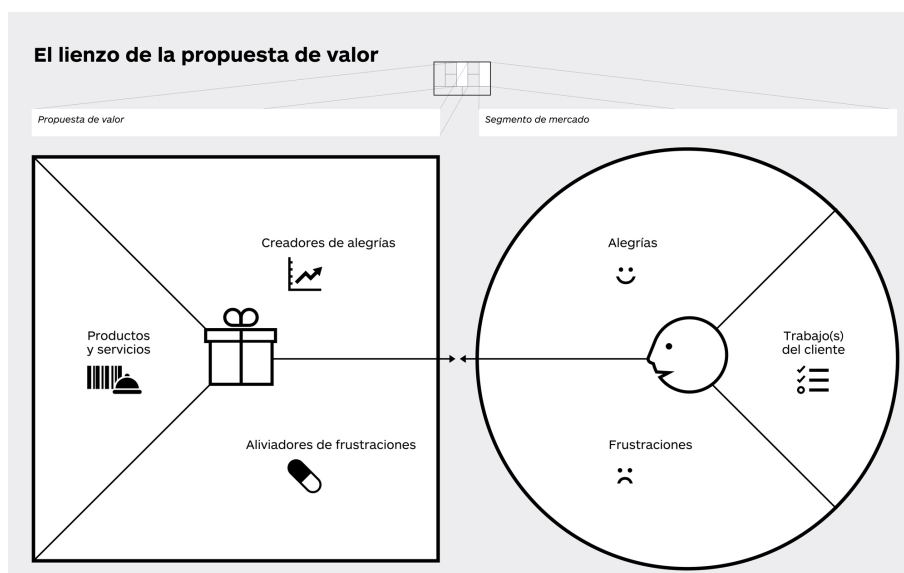 El lienzo de la propuesta de valor
Propuesta de valor
Segmento de mercado
Creadores de alegrías
Productos
y servicios
Aliviadores de frustraciones
Alegrías
Trabajo(s)
del cliente
Frustraciones